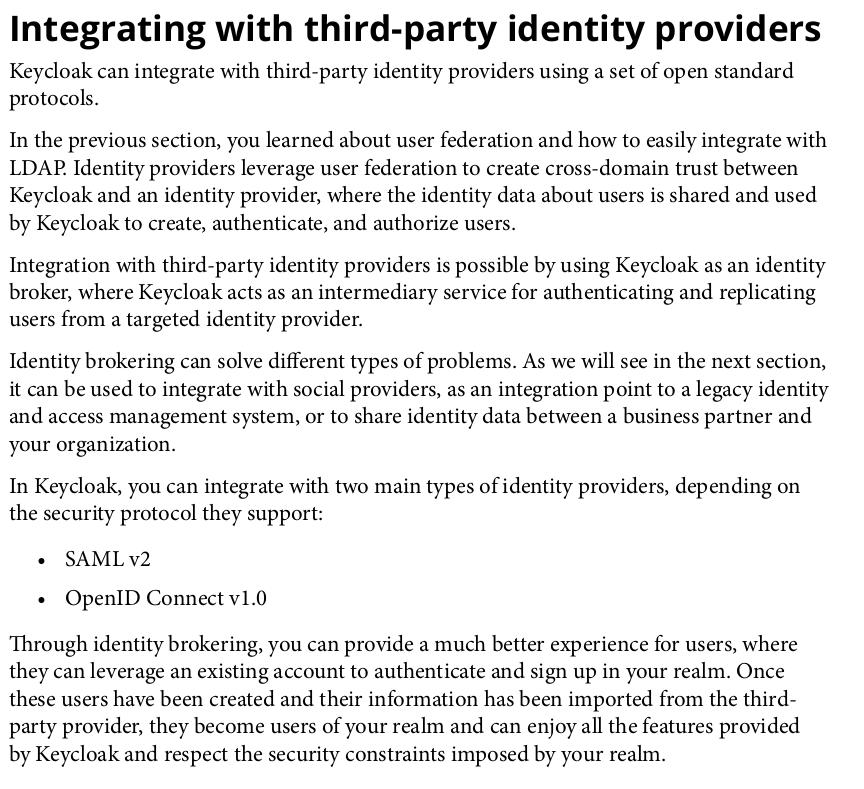 Integrating with third-party identity providers
Keycloak can integrate with third-party identity providers using a set of open standard
protocols.
In the previous section, you learned about user federation and how to easily integrate with
LDAP. Identity providers leverage user federation to create cross-domain trust between
Keycloak and an identity provider, where the identity data about users is shared and used
by Keycloak to create, authenticate, and authorize users.
Integration with third-party identity providers is possible by using Keycloak as an identity
broker, where Keycloak acts as an intermediary service for authenticating and replicating
users from a targeted identity provider.
Identity brokering can solve different types of problems. As we will see in the next section,
it can be used to integrate with social providers, as an integration point to a legacy identity
and access management system, or to share identity data between a business partner and
your organization.
In Keycloak, you can integrate with two main types of identity providers, depending on
the security protocol they support:
• SAML v2
• OpenID Connect v1.0
Through identity brokering, you can provide a much better experience for users, where
they can leverage an existing account to authenticate and sign up in your realm. Once
these users have been created and their information has been imported from the third-
party provider, they become users of your realm and can enjoy all the features provided
by Keycloak and respect the security constraints imposed by your realm.